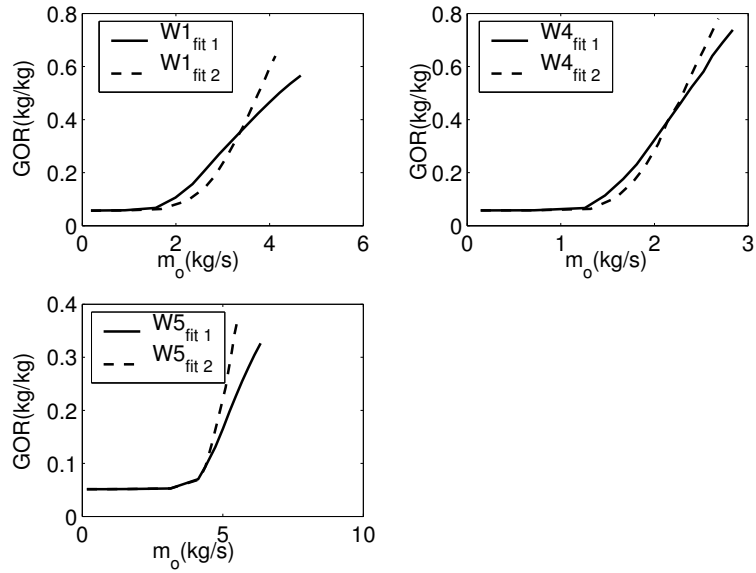 0.8
0.6
0.4
0.2
0
GOR(kg/kg)
W1fit 1
W1fit 2
0 2 4 6
mo(kg/s)
0.8
0.6
0.4
0.2
0
GOR(kg/kg)
W4fit 1
W4fit 2
0 1 2 3
mo(kg/s)
0.4
0.3
0.2
0.1
0
GOR(kg/kg)
W5fit 1
W5fit 2
0 5 10
mo(kg/s)